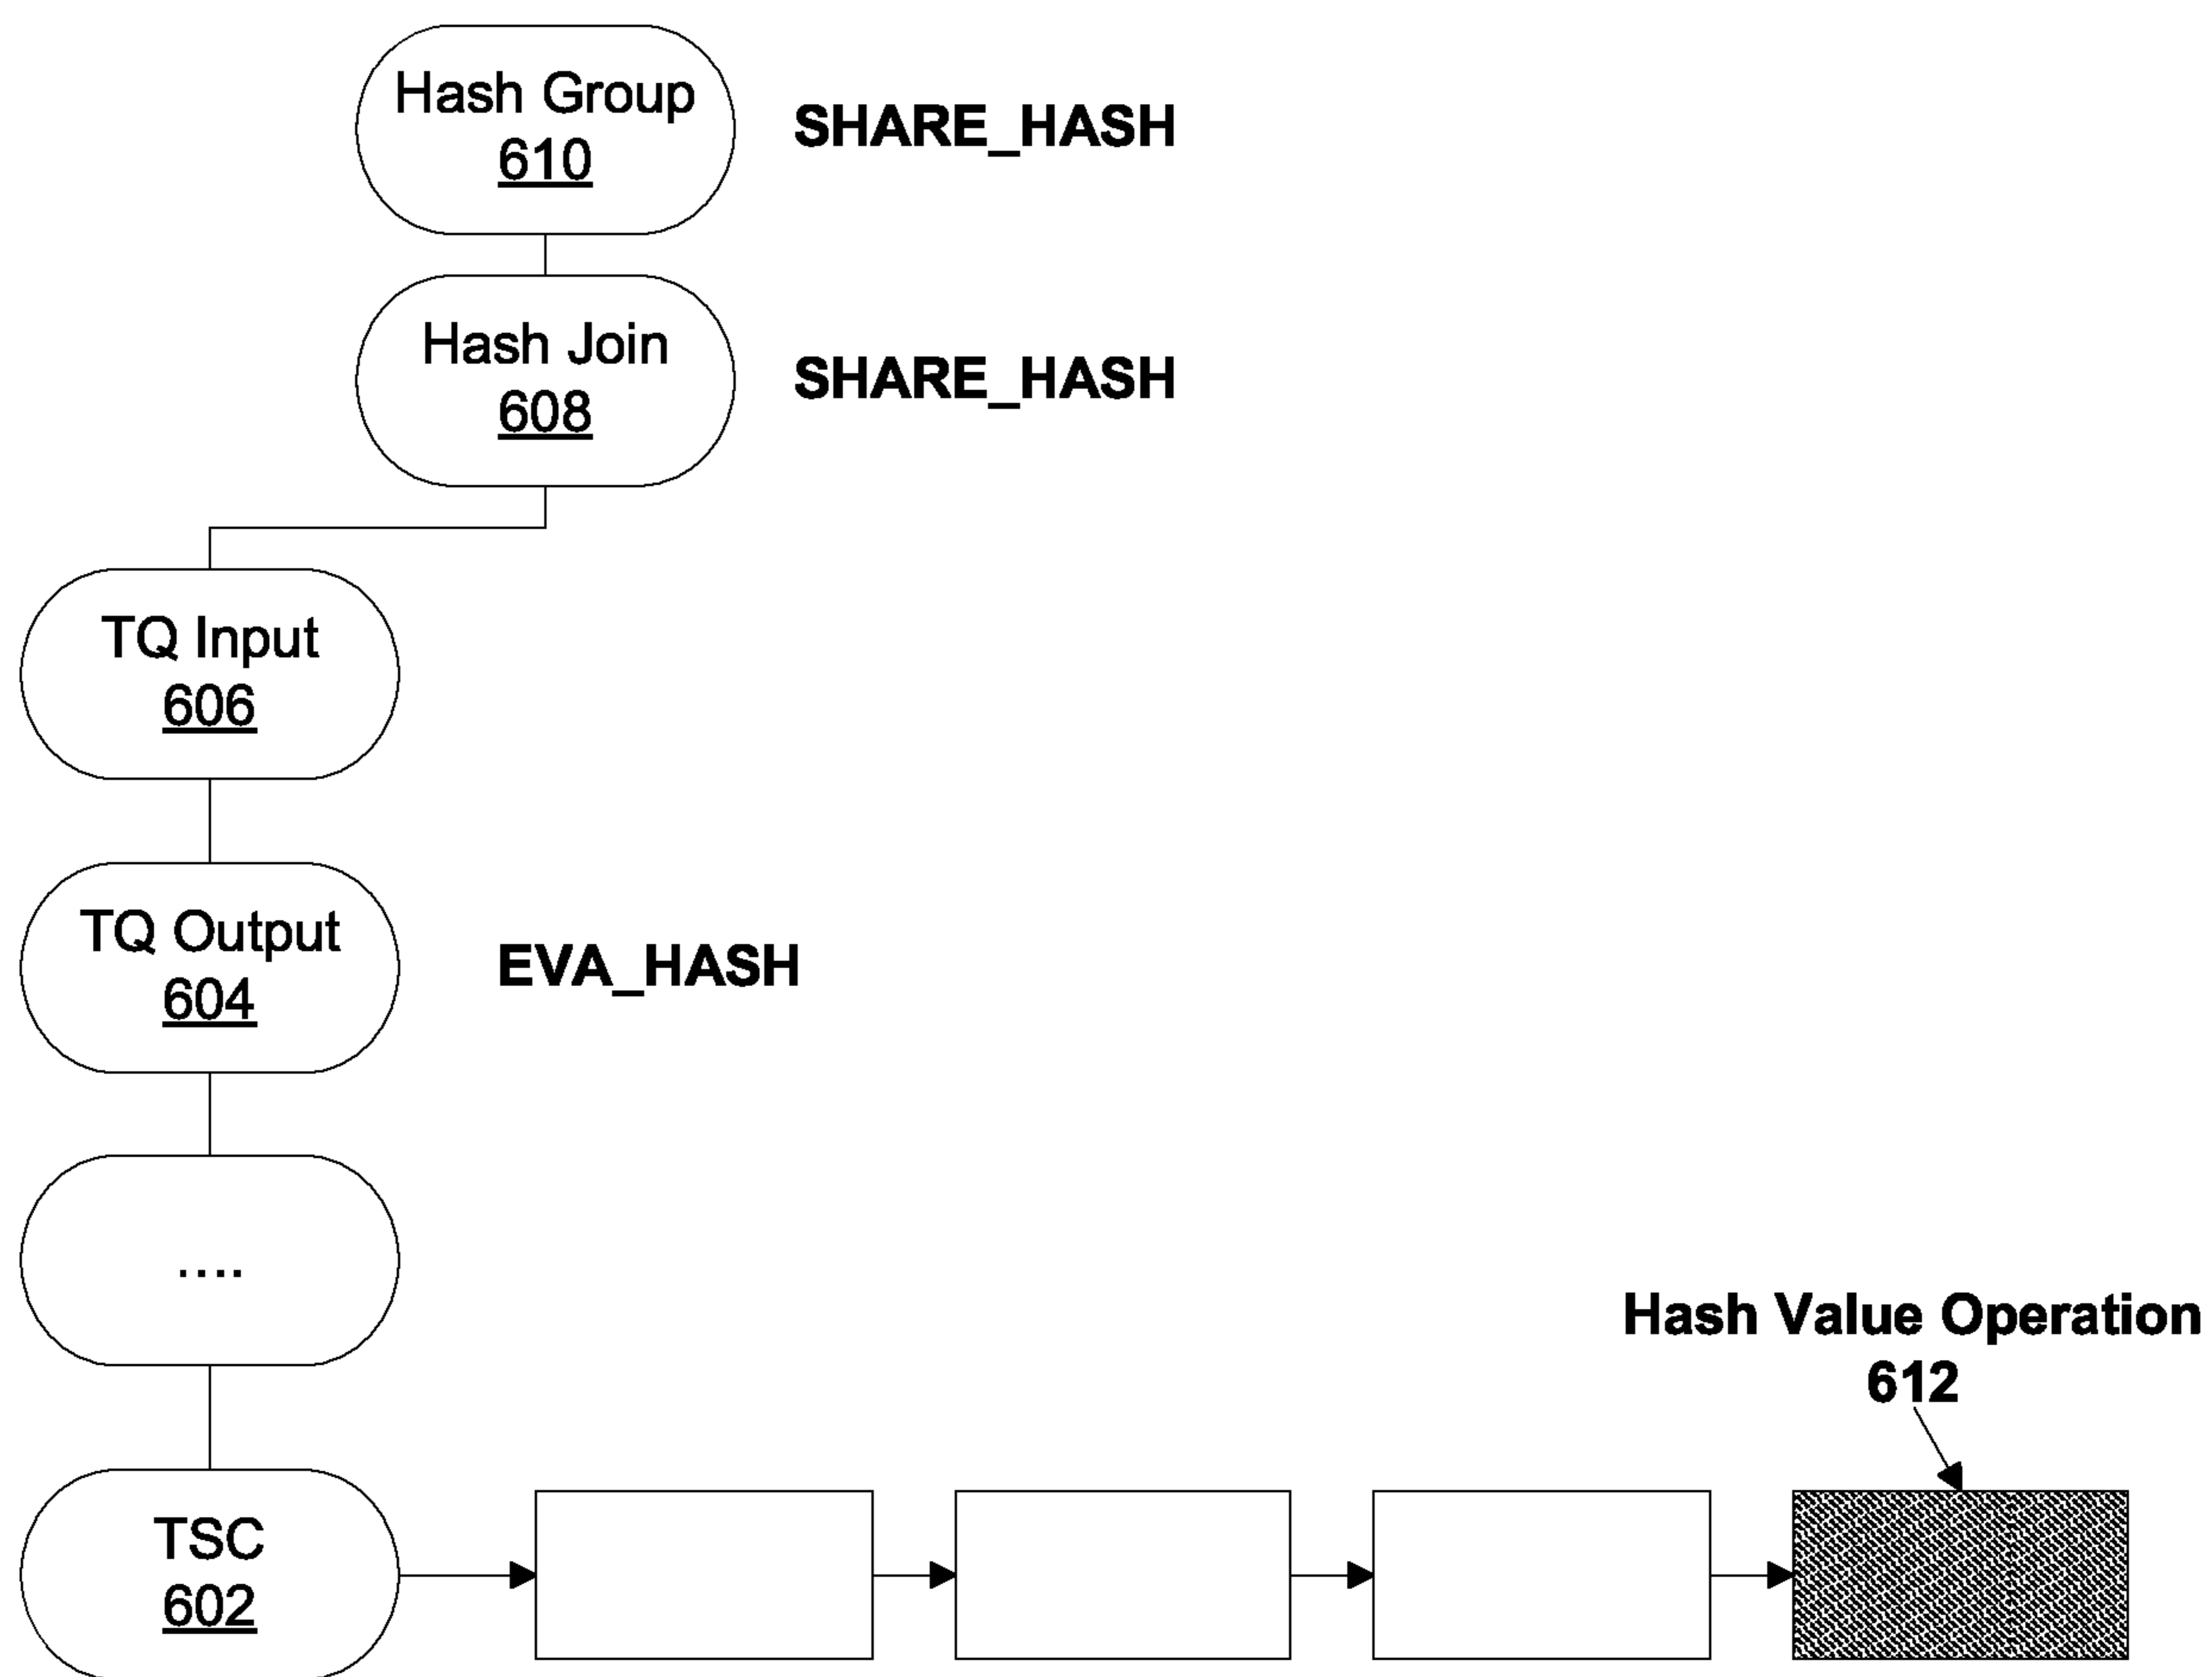 Hash Group
610
SHARE_HASH
Hash Join
608
SHARE_HASH
TQ Input
606
TQ Output
604
EVA_HASH
....
Hash Value Operation
612
TSC
602